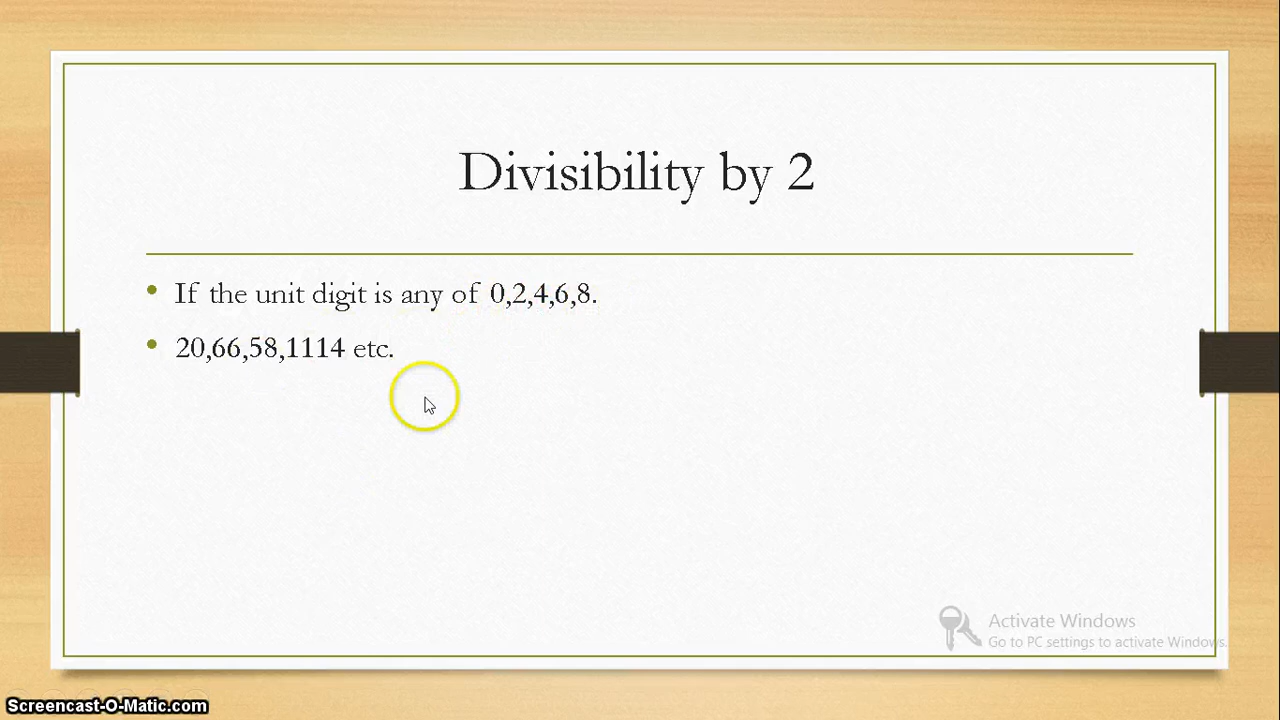 Divisibility by 2
• If the unit digit is any of 0,2,4,6,8.
• 20,66,58,1114 etc.
Activate Windows
Go to PC settings to activate Windows.
Screencast-O-Matic.com